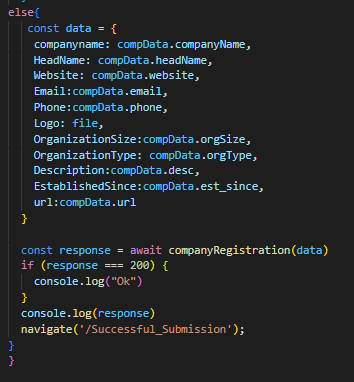 else{
const data = {
companyname: compData.companyName,
HeadName: compData.headName,
Website: compData.website,
Email:compData.email,
Phone:compData.phone,
Logo: file,
OrganizationSize:compData.orgSize,
OrganizationType: compData.orgType,
Description:compData.desc,
EstablishedSince:compData.est_since,
url:compData.url
}
const response = await companyRegistration(data)
if (response === 200) {
console.log("Ok")
}
console.log(response)
navigate('/Successful_Submission');
}
}